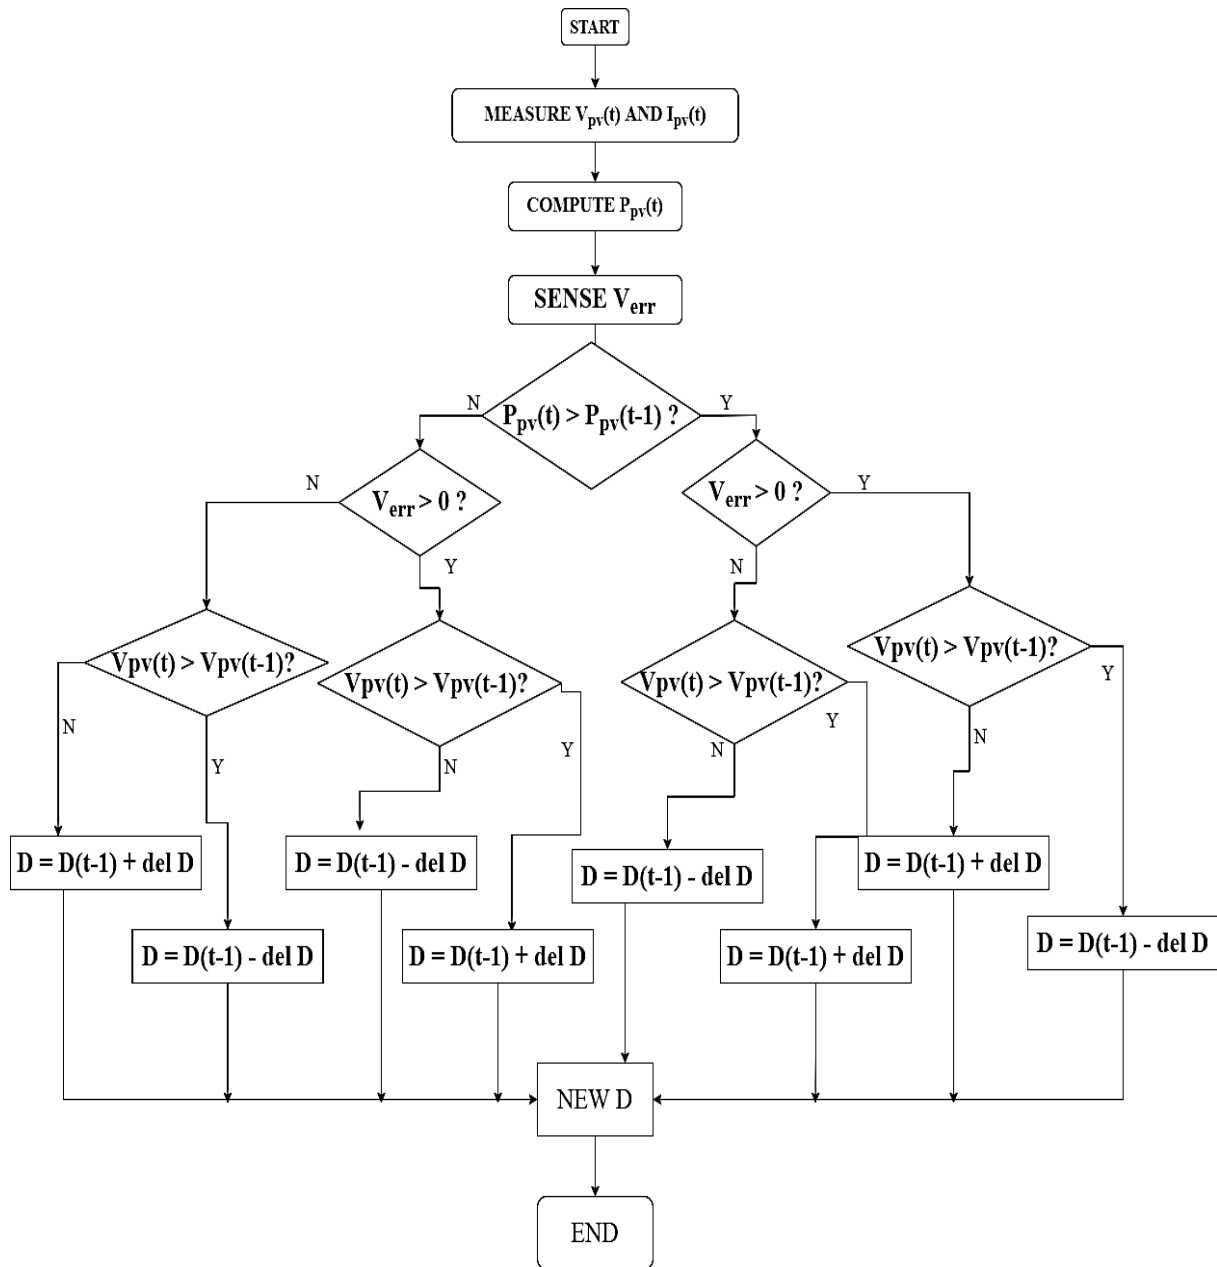 START
MEASURE Vpv(t) AND Ipv(t)
COMPUTE Ppv(t)
SENSE Verr
N
Ppv(t) > Ppv(t-1) ?
Y
N
Verr > 0 ?
Y
N
Verr > 0 ?
Y
Vpv(t) > Vpv(t-1)?
N
Y
Vpv(t) > Vpv(t-1)?
N
Y
Vpv(t) > Vpv(t-1)?
N
Y
Vpv(t) > Vpv(t-1)?
N
Y
D = D(t-1) + del D
D = D(t-1) - del D
D = D(t-1) - del D
D = D(t-1) + del D
D = D(t-1) - del D
D = D(t-1) + del D
D = D(t-1) + del D
D = D(t-1) - del D
NEW D
END